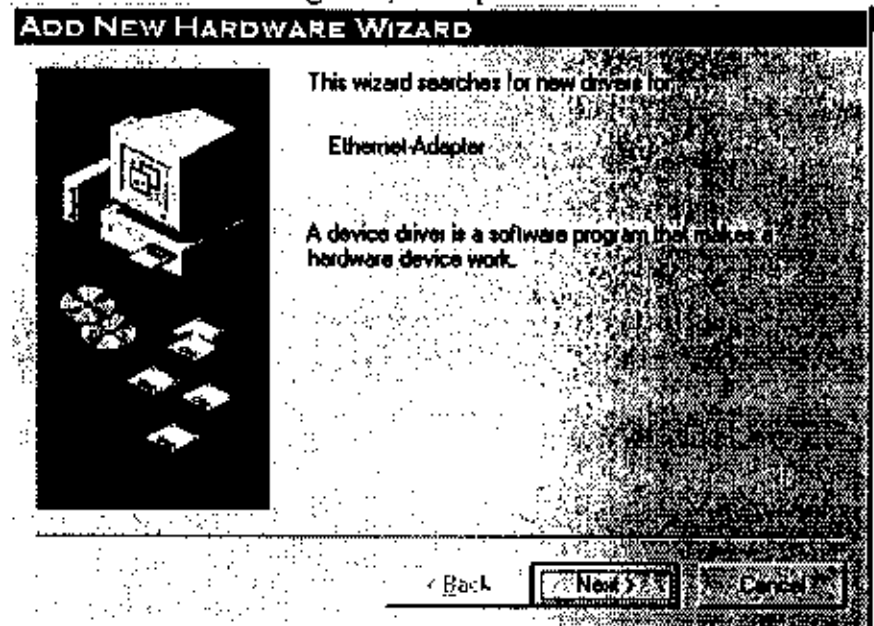 ADD NEW HARDWARE WIZARD
This wizard searches for new drivers for:
Ethernet Adapter
A device driver is a software program that makes a
hardware device work.
< Back
Next >
Cancel